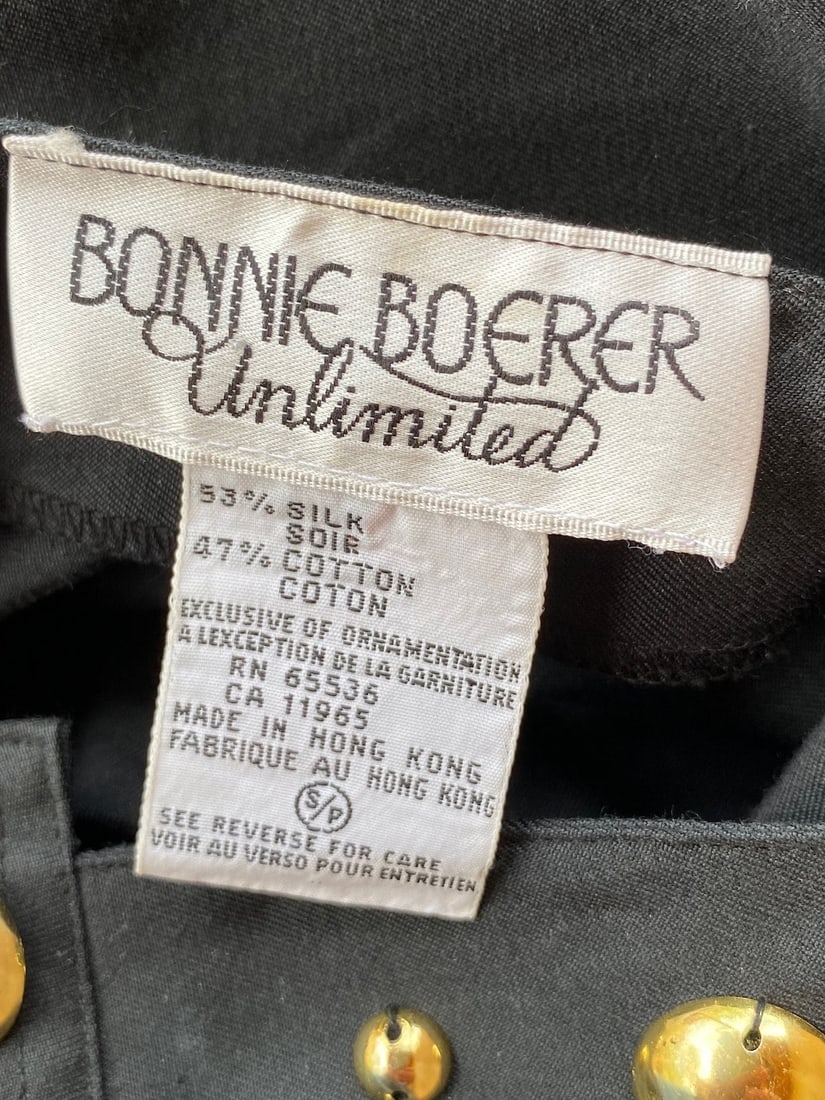 BONNIE BOERER
Unlimited
53% SILK
SOIR
47% COTTON
COTON
EXCLUSIVE OF ORNAMENTATION
A LEXCEPTION DE LA GARNITURE
RN 65536
CA 11965
MADE IN HONG KONG
FABRIQUE AU HONG KONG
S/P
SEE REVERSE FOR CARE
VOIR AU VERSO POUR ENTRETIEN